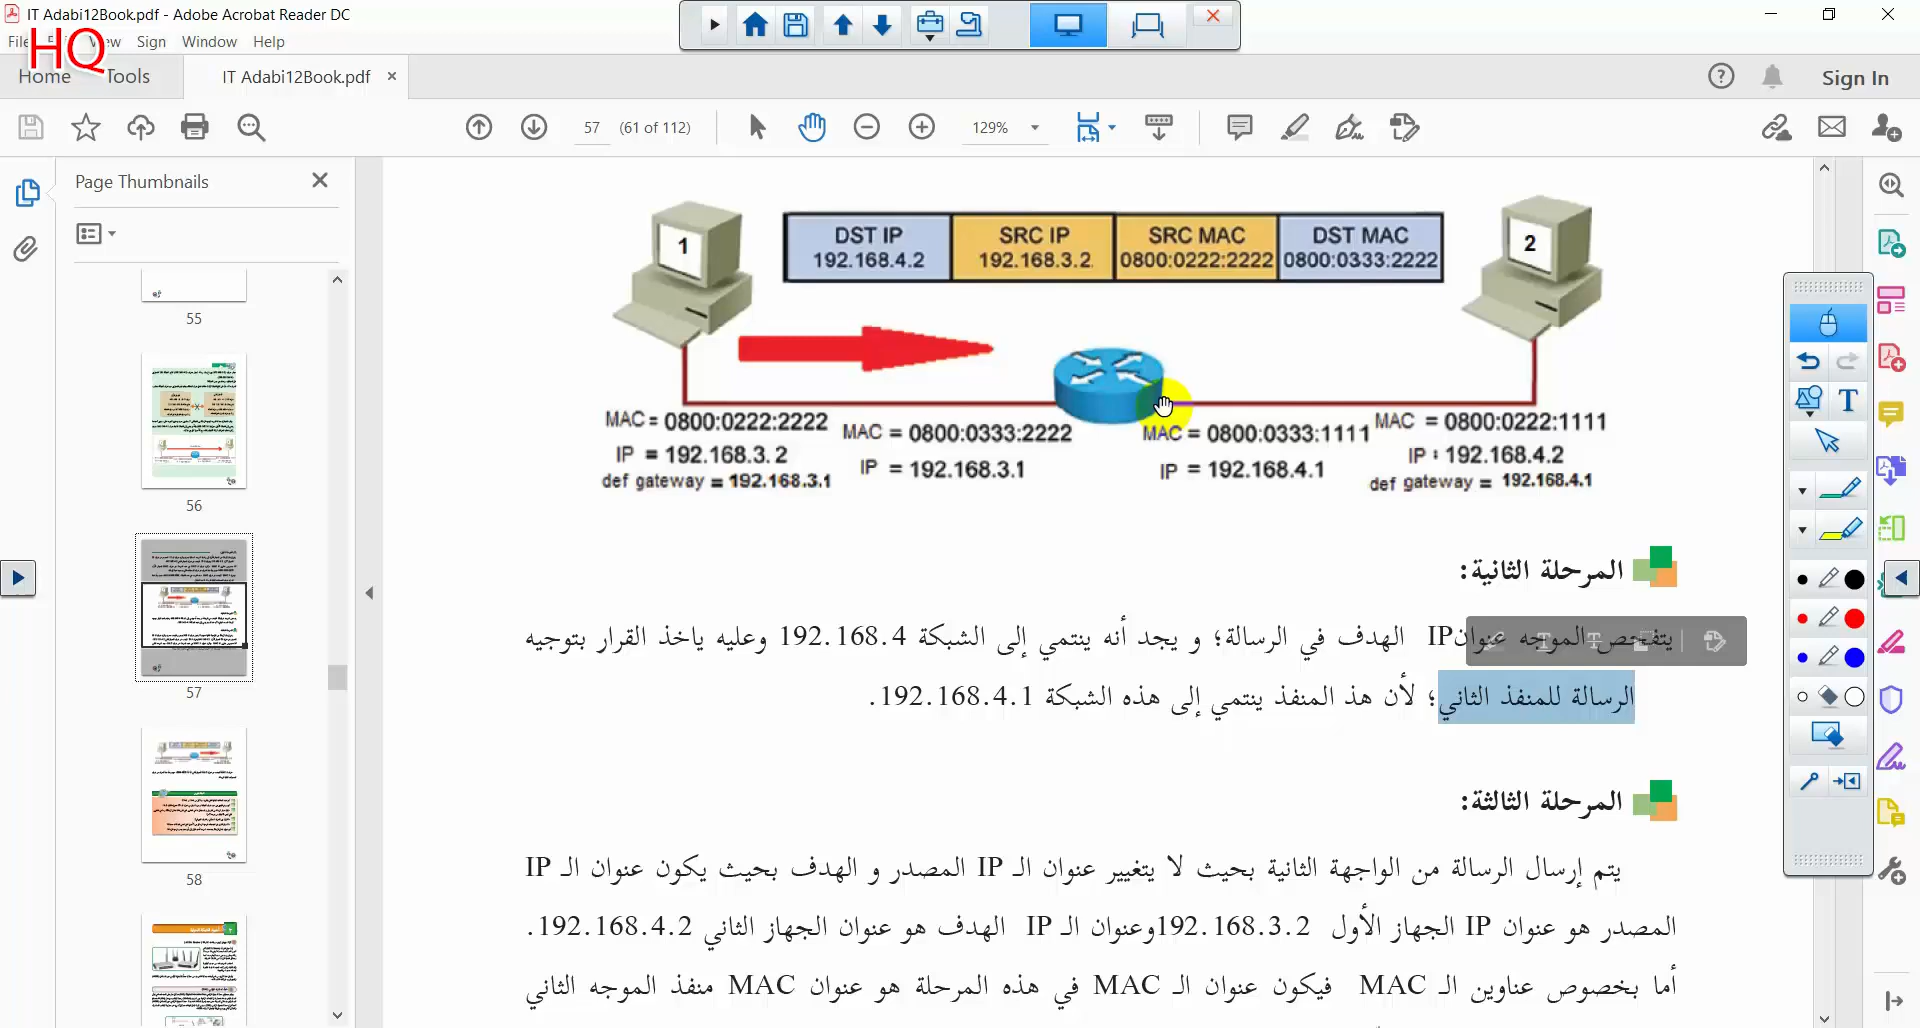 IT Adabi12Book.pdf - Adobe Acrobat Reader DC
HQ
View Sign Window Help
Home Tools IT Adabi12Book.pdf × Sign In
57 (61 of 112) 129%
Page Thumbnails
55
56
57
58
1
DST IP SRC IP SRC MAC DST MAC
192.168.4.2 192.168.3.2 0800:0222:2222 0800:0333:2222
2
MAC = 0800:0222:2222
IP = 192.168.3.2
def gateway = 192.168.3.1
MAC = 0800:0333:2222
IP = 192.168.3.1
MAC = 0800:0333:1111
IP = 192.168.4.1
MAC = 0800:0222:1111
IP : 192.168.4.2
def gateway = 192.168.4.1
المرحلة الثانية:
يتفحص الموجه عنوانIP الهدف في الرسالة؛ و يجد أنه ينتمي إلى الشبكة 192.168.4 وعليه ياخذ القرار بتوجيه
الرسالة للمنفذ الثاني؛ لأن هذ المنفذ ينتمي إلى هذه الشبكة 192.168.4.1.
المرحلة الثالثة:
يتم إرسال الرسالة من الواجهة الثانية بحيث لا يتغيير عنوان الـ IP المصدر و الهدف بحيث يكون عنوان الـ IP
المصدر هو عنوان IP الجهاز الأول 192.168.3.2وعنوان الـ IP الهدف هو عنوان الجهاز الثاني 192.168.4.2.
أما بخصوص عناوين الـ MAC فيكون عنوان الـ MAC في هذه المرحلة هو عنوان MAC منفذ الموجه الثاني